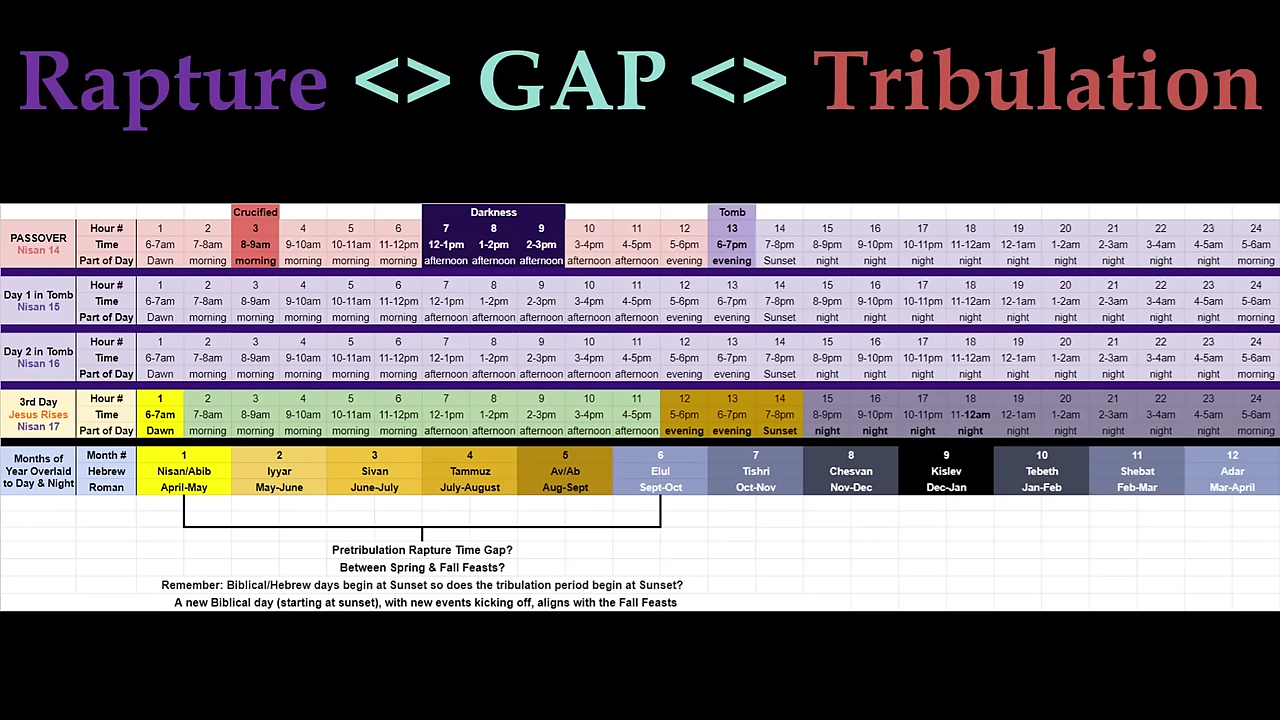 Rapture <> GAP <> Tribulation
Crucified Darkness Tomb
PASSOVER
Nisan 14
Hour # 1 2 3 4 5 6 7 8 9 10 11 12 13 14 15 16 17 18 19 20 21 22 23 24
Time 6-7am 7-8am 8-9am 9-10am 10-11am 11-12pm 12-1pm 1-2pm 2-3pm 3-4pm 4-5pm 5-6pm 6-7pm 7-8pm 8-9pm 9-10pm 10-11pm 11-12am 12-1am 1-2am 2-3am 3-4am 4-5am 5-6am
Part of Day Dawn morning morning morning morning morning afternoon afternoon afternoon afternoon afternoon evening evening Sunset night night night night night night night night night morning
Day 1 in Tomb
Nisan 15
Hour # 1 2 3 4 5 6 7 8 9 10 11 12 13 14 15 16 17 18 19 20 21 22 23 24
Time 6-7am 7-8am 8-9am 9-10am 10-11am 11-12pm 12-1pm 1-2pm 2-3pm 3-4pm 4-5pm 5-6pm 6-7pm 7-8pm 8-9pm 9-10pm 10-11pm 11-12am 12-1am 1-2am 2-3am 3-4am 4-5am 5-6am
Part of Day Dawn morning morning morning morning morning afternoon afternoon afternoon afternoon afternoon evening evening Sunset night night night night night night night night night morning
Day 2 in Tomb
Nisan 16
Hour # 1 2 3 4 5 6 7 8 9 10 11 12 13 14 15 16 17 18 19 20 21 22 23 24
Time 6-7am 7-8am 8-9am 9-10am 10-11am 11-12pm 12-1pm 1-2pm 2-3pm 3-4pm 4-5pm 5-6pm 6-7pm 7-8pm 8-9pm 9-10pm 10-11pm 11-12am 12-1am 1-2am 2-3am 3-4am 4-5am 5-6am
Part of Day Dawn morning morning morning morning morning afternoon afternoon afternoon afternoon afternoon evening evening Sunset night night night night night night night night night morning
3rd Day
Jesus Rises
Nisan 17
Hour # 1 2 3 4 5 6 7 8 9 10 11 12 13 14 15 16 17 18 19 20 21 22 23 24
Time 6-7am 7-8am 8-9am 9-10am 10-11am 11-12pm 12-1pm 1-2pm 2-3pm 3-4pm 4-5pm 5-6pm 6-7pm 7-8pm 8-9pm 9-10pm 10-11pm 11-12am 12-1am 1-2am 2-3am 3-4am 4-5am 5-6am
Part of Day Dawn morning morning morning morning morning afternoon afternoon afternoon afternoon afternoon evening evening Sunset night night night night night night night night night morning
Months of
Year Overlaid
to Day & Night
Month # 1 2 3 4 5 6 7 8 9 10 11 12
Hebrew Nisan/Abib Iyyar Sivan Tammuz Av/Ab Elul Tishri Chesvan Kislev Tebeth Shebat Adar
Roman April-May May-June June-July July-August Aug-Sept Sept-Oct Oct-Nov Nov-Dec Dec-Jan Jan-Feb Feb-Mar Mar-April
Pretribulation Rapture Time Gap?
Between Spring & Fall Feasts?
Remember: Biblical/Hebrew days begin at Sunset so does the tribulation period begin at Sunset?
A new Biblical day (starting at sunset), with new events kicking off, aligns with the Fall Feasts